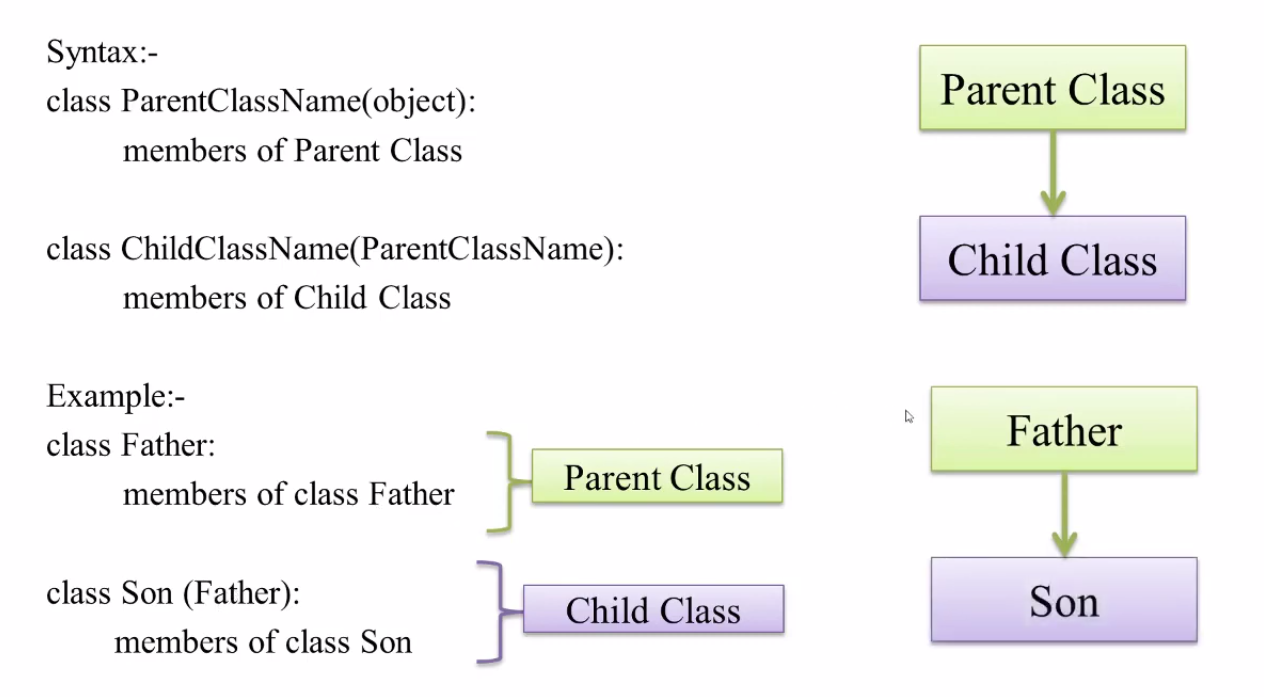 Syntax:-
class ParentClassName(object):
members of Parent Class
class ChildClassName(ParentClassName):
members of Child Class
Parent Class
Child Class
Example:-
class Father:
members of class Father
Parent Class
class Son (Father):
members of class Son
Child Class
Father
Son